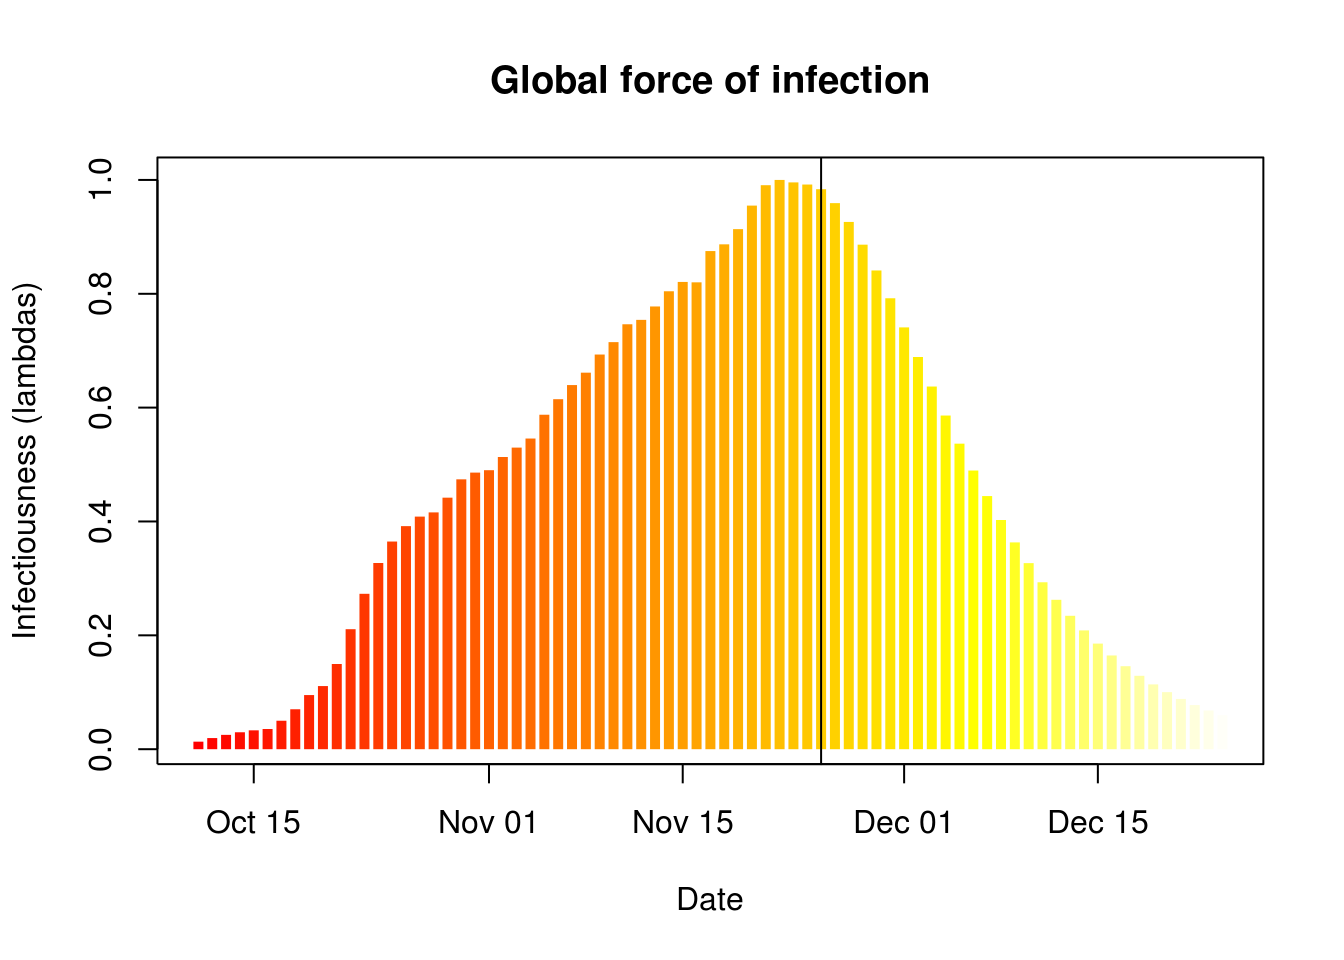 Global force of infection
Infectiousness (lambdas)
1.0
0.8
0.6
0.4
0.2
0.0
Oct 15 Nov 01 Nov 15 Dec 01 Dec 15
Date